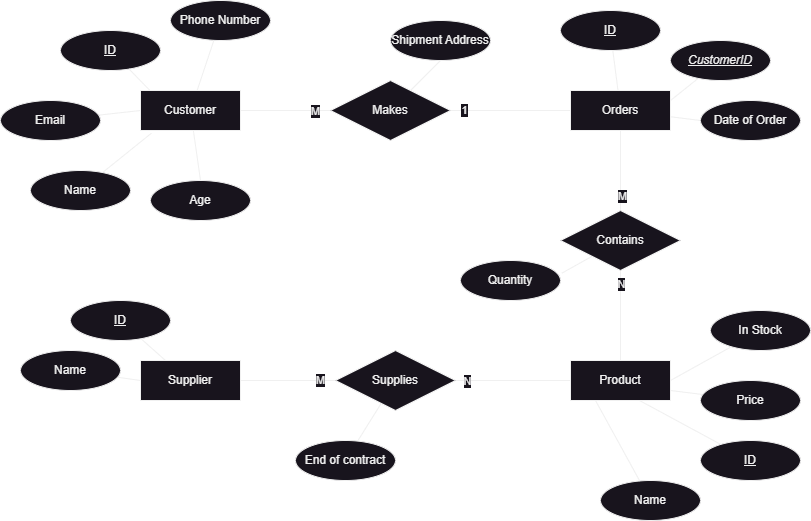 Phone Number
Shipment Address
ID
ID
CustomerID
Customer
M
Makes
1
Orders
Email
Date of Order
Name
Age
M
Contains
Quantity
N
ID
In Stock
Name
Supplier
M
Supplies
N
Product
Price
End of contract
ID
Name